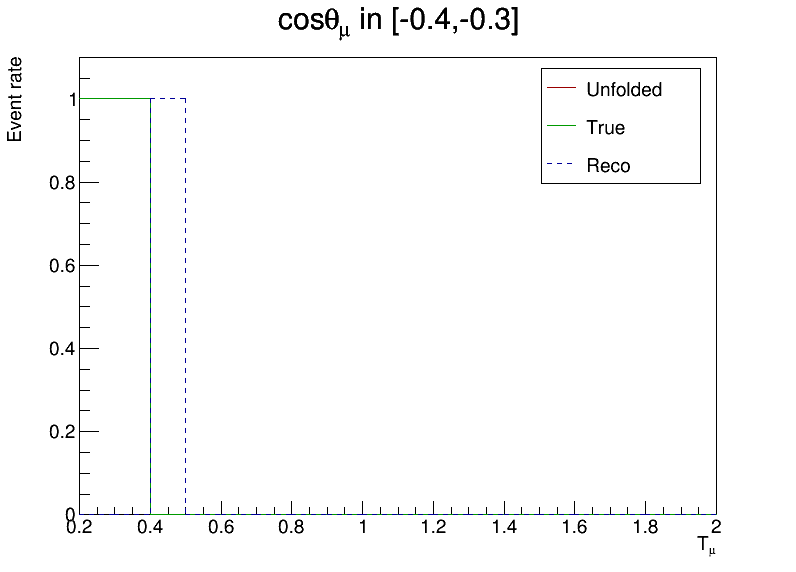 cosθμ in [-0.4,-0.3]
Event rate
Unfolded
True
Reco
1
0.8
0.6
0.4
0.2
0
0.2 0.4 0.6 0.8 1 1.2 1.4 1.6 1.8 2
Tμ